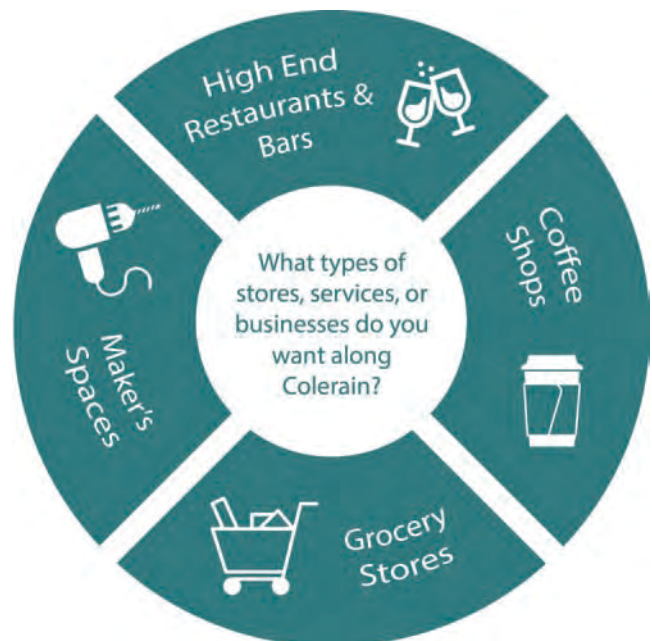 High End
Restaurants &
Bars
Coffee
Shops
What types of
stores, services, or
businesses do you
want along
Colerain?
Maker's
Spaces
Grocery
Stores